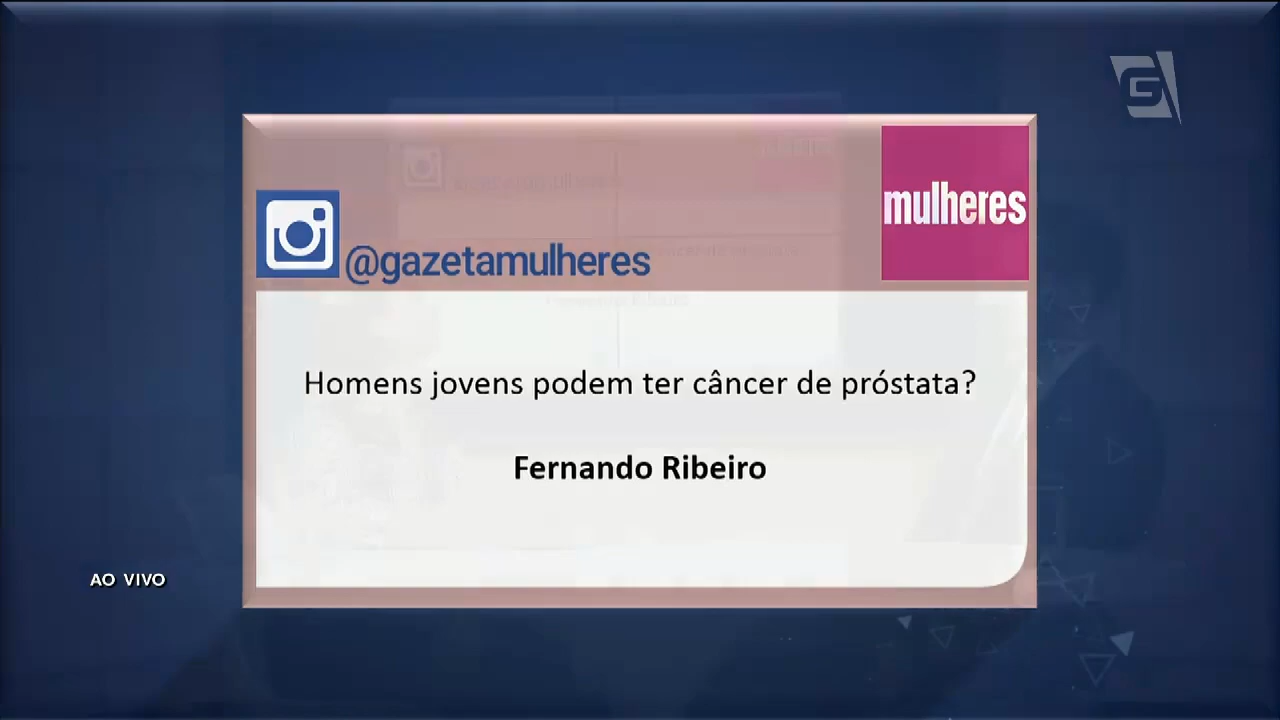 mulheres
@gazetamulheres
Homens jovens podem ter câncer de próstata?
Fernando Ribeiro
AO VIVO